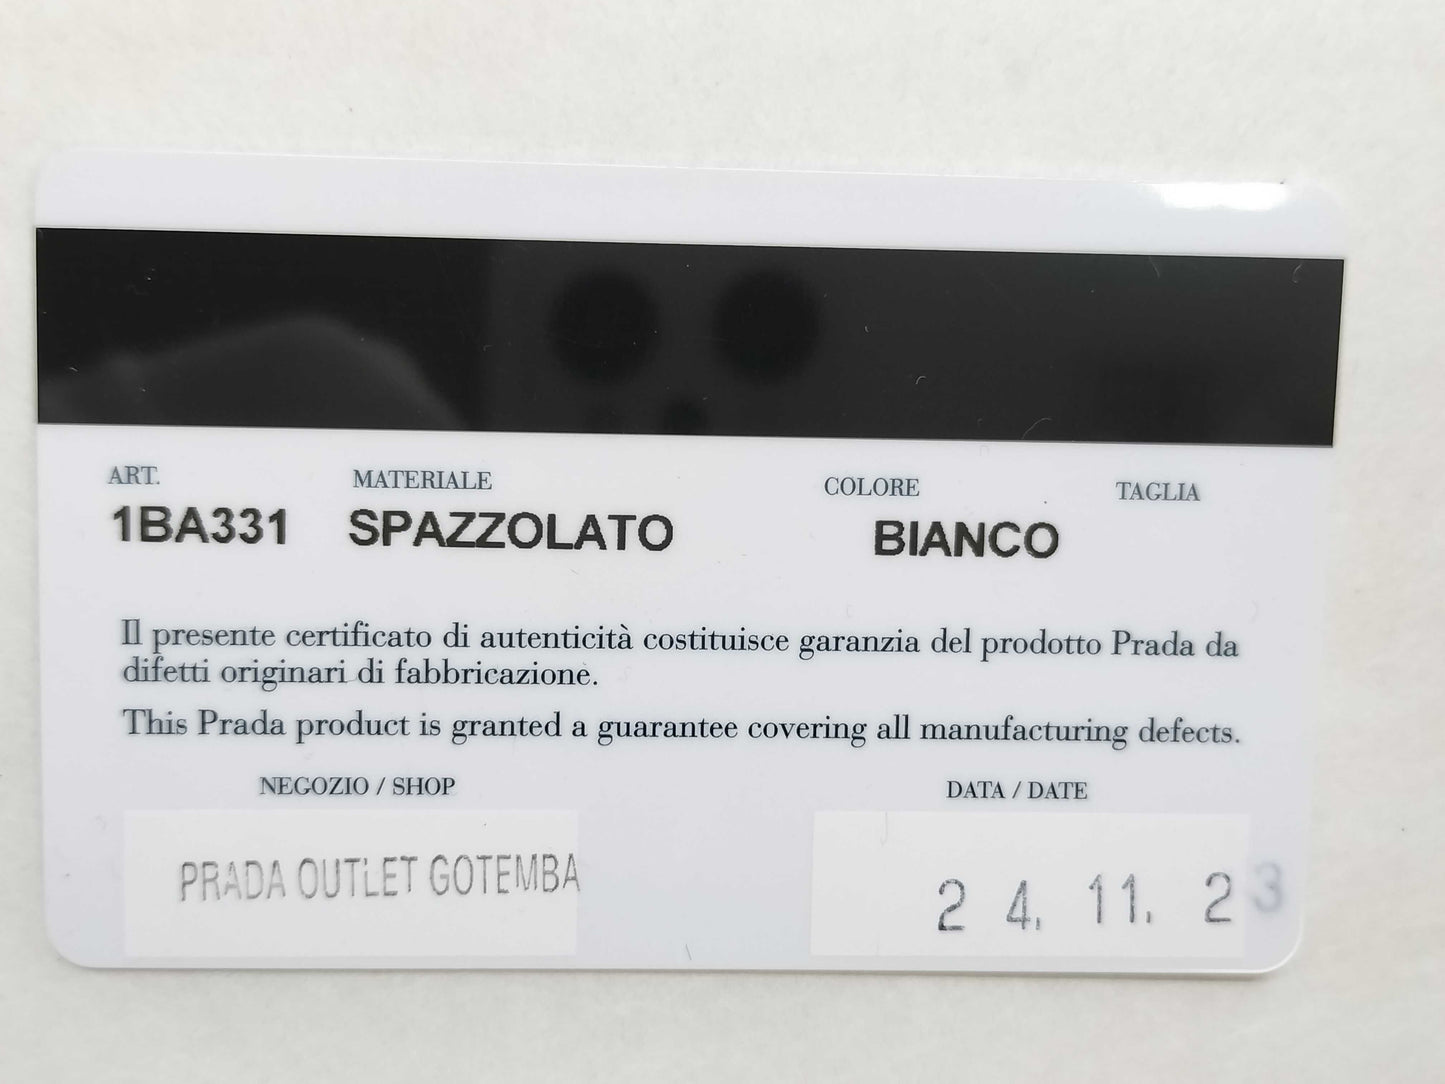 ART. MATERIALE COLORE TAGLIA
1BA331 SPAZZOLATO BIANCO
Il presente certificato di autenticità costituisce garanzia del prodotto Prada da
difetti originari di fabbricazione.
This Prada product is granted a guarantee covering all manufacturing defects.
NEGOZIO / SHOP DATA / DATE
PRADA OUTLET GOTEMBA 24. 11. 23